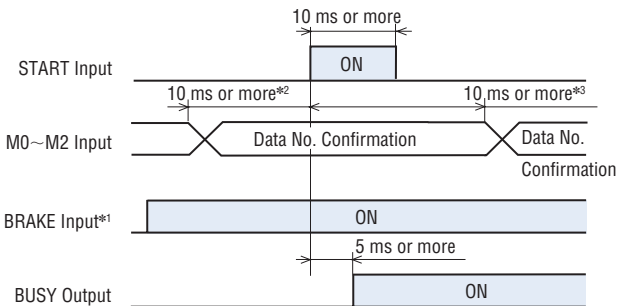 10 ms or more
START Input ON
10 ms or more*2 10 ms or more*3
M0~M2 Input Data No. Confirmation Data No.
Confirmation
BRAKE Input*1 ON
5 ms or more
BUSY Output ON